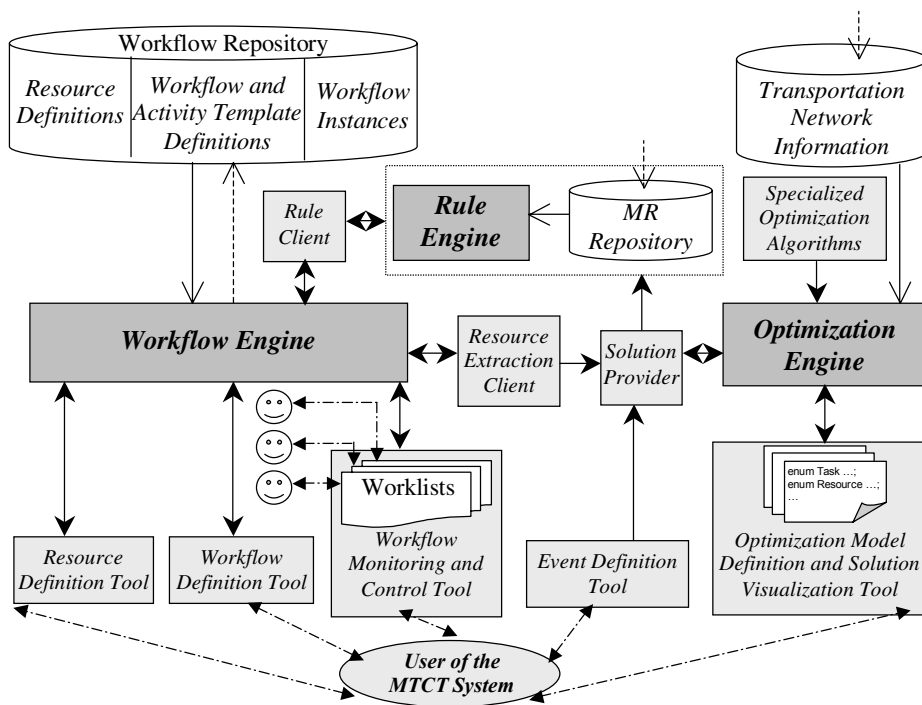 Workflow Repository
Resource
Definitions
Workflow and
Activity Template
Definitions
Workflow
Instances
Transportation
Network
Information
Rule
Client
Rule
Engine
MR
Repository
Specialized
Optimization
Algorithms
Workflow Engine
Resource
Extraction
Client
Solution
Provider
Optimization
Engine
Worklists
Workflow
Monitoring and
Control Tool
enum Task ...;
enum Resource ...;
...
Optimization Model
Definition and Solution
Visualization Tool
Resource
Definition Tool
Workflow
Definition Tool
Event Definition
Tool
User of the
MTCT System